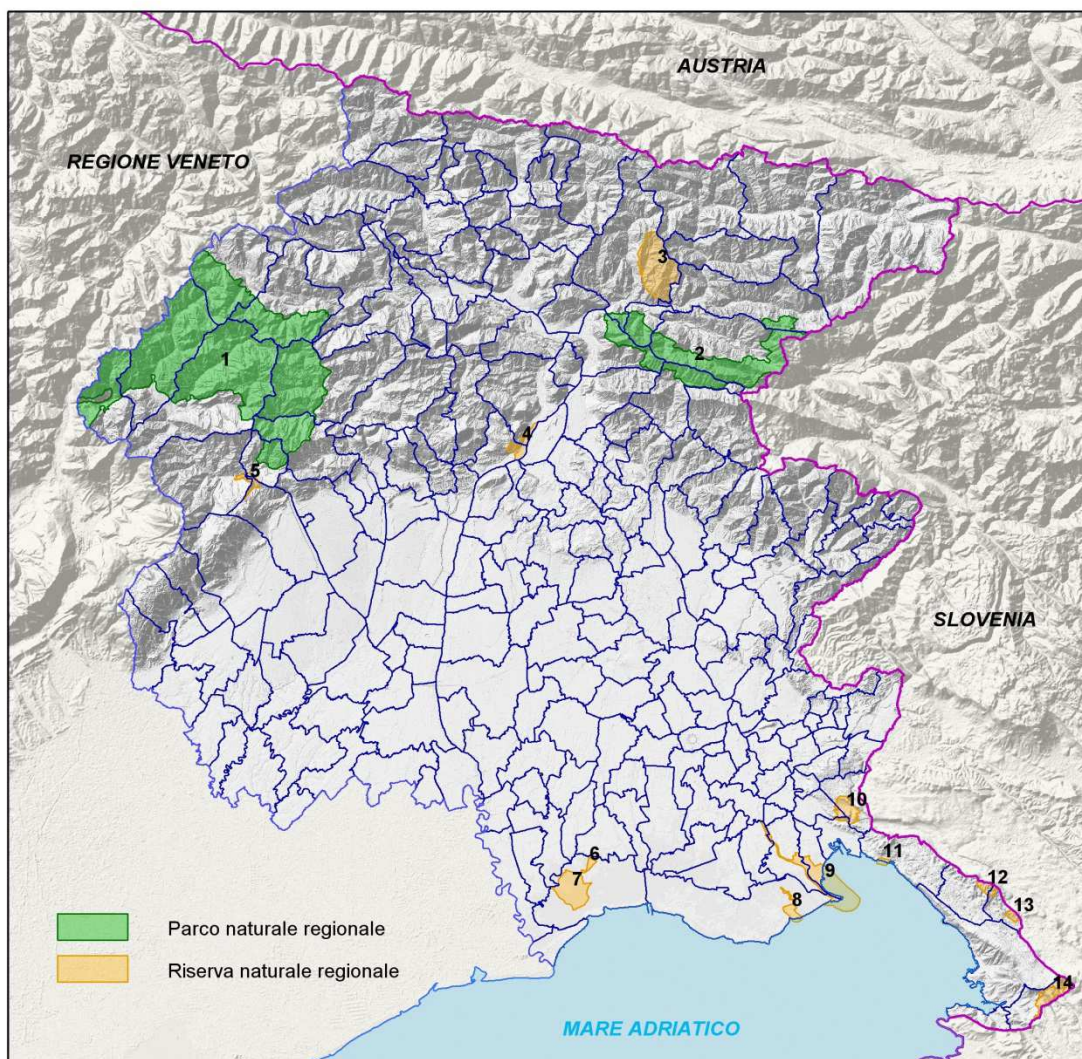 AUSTRIA
REGIONE VENETO
3
1
2
4
5
SLOVENIA
10
6
11
7
9
12
8
13
Parco naturale regionale
Riserva naturale regionale
14
MARE ADRIATICO